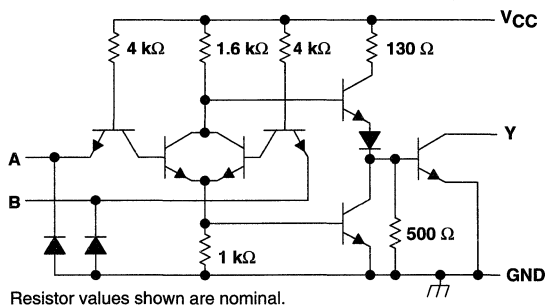 VCC
4 kΩ 1.6 kΩ 4 kΩ 130 Ω
A
Y
B
500 Ω
1 kΩ
GND
Resistor values shown are nominal.